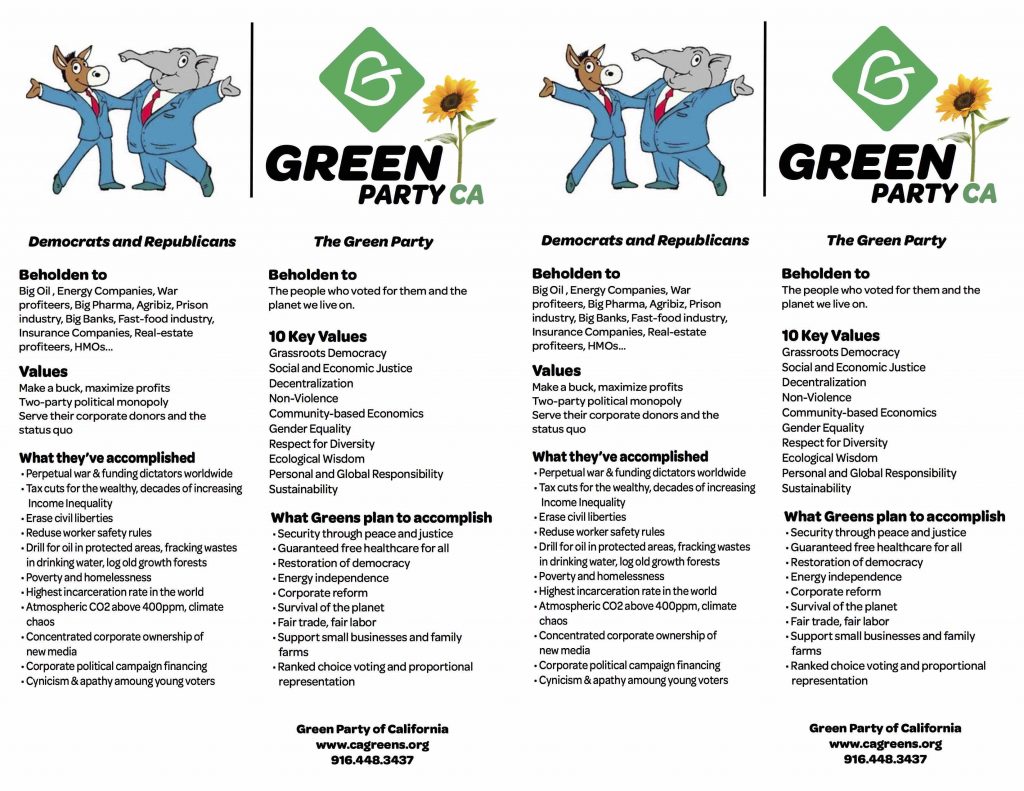 GREEN
PARTY CA
Democrats and Republicans
Beholden to
Big Oil , Energy Companies, War
profiteers, Big Pharma, Agribiz, Prison
industry, Big Banks, Fast-food industry,
Insurance Companies, Real-estate
profiteers, HMOs...
Values
Make a buck, maximize profits
Two-party political monopoly
Serve their corporate donors and the
status quo
What they've accomplished
• Perpetual war & funding dictators worldwide
• Tax cuts for the wealthy, decades of increasing
Income Inequality
• Erase civil liberties
• Reduse worker safety rules
• Drill for oil in protected areas, fracking wastes
in drinking water, log old growth forests
• Poverty and homelessness
• Highest incarceration rate in the world
• Atmospheric CO2 above 400ppm, climate
chaos
• Concentrated corporate ownership of
new media
• Corporate political campaign financing
• Cynicism & apathy amoung young voters
The Green Party
Beholden to
The people who voted for them and the
planet we live on.
10 Key Values
Grassroots Democracy
Social and Economic Justice
Decentralization
Non-Violence
Community-based Economics
Gender Equality
Respect for Diversity
Ecological Wisdom
Personal and Global Responsibility
Sustainability
What Greens plan to accomplish
• Security through peace and justice
• Guaranteed free healthcare for all
• Restoration of democracy
• Energy independence
• Corporate reform
• Survival of the planet
• Fair trade, fair labor
• Support small businesses and family
farms
• Ranked choice voting and proportional
representation
Green Party of California
www.cagreens.org
916.448.3437
GREEN
PARTY CA
Democrats and Republicans
Beholden to
Big Oil , Energy Companies, War
profiteers, Big Pharma, Agribiz, Prison
industry, Big Banks, Fast-food industry,
Insurance Companies, Real-estate
profiteers, HMOs...
Values
Make a buck, maximize profits
Two-party political monopoly
Serve their corporate donors and the
status quo
What they've accomplished
• Perpetual war & funding dictators worldwide
• Tax cuts for the wealthy, decades of increasing
Income Inequality
• Erase civil liberties
• Reduse worker safety rules
• Drill for oil in protected areas, fracking wastes
in drinking water, log old growth forests
• Poverty and homelessness
• Highest incarceration rate in the world
• Atmospheric CO2 above 400ppm, climate
chaos
• Concentrated corporate ownership of
new media
• Corporate political campaign financing
• Cynicism & apathy amoung young voters
The Green Party
Beholden to
The people who voted for them and the
planet we live on.
10 Key Values
Grassroots Democracy
Social and Economic Justice
Decentralization
Non-Violence
Community-based Economics
Gender Equality
Respect for Diversity
Ecological Wisdom
Personal and Global Responsibility
Sustainability
What Greens plan to accomplish
• Security through peace and justice
• Guaranteed free healthcare for all
• Restoration of democracy
• Energy independence
• Corporate reform
• Survival of the planet
• Fair trade, fair labor
• Support small businesses and family
farms
• Ranked choice voting and proportional
representation
Green Party of California
www.cagreens.org
916.448.3437